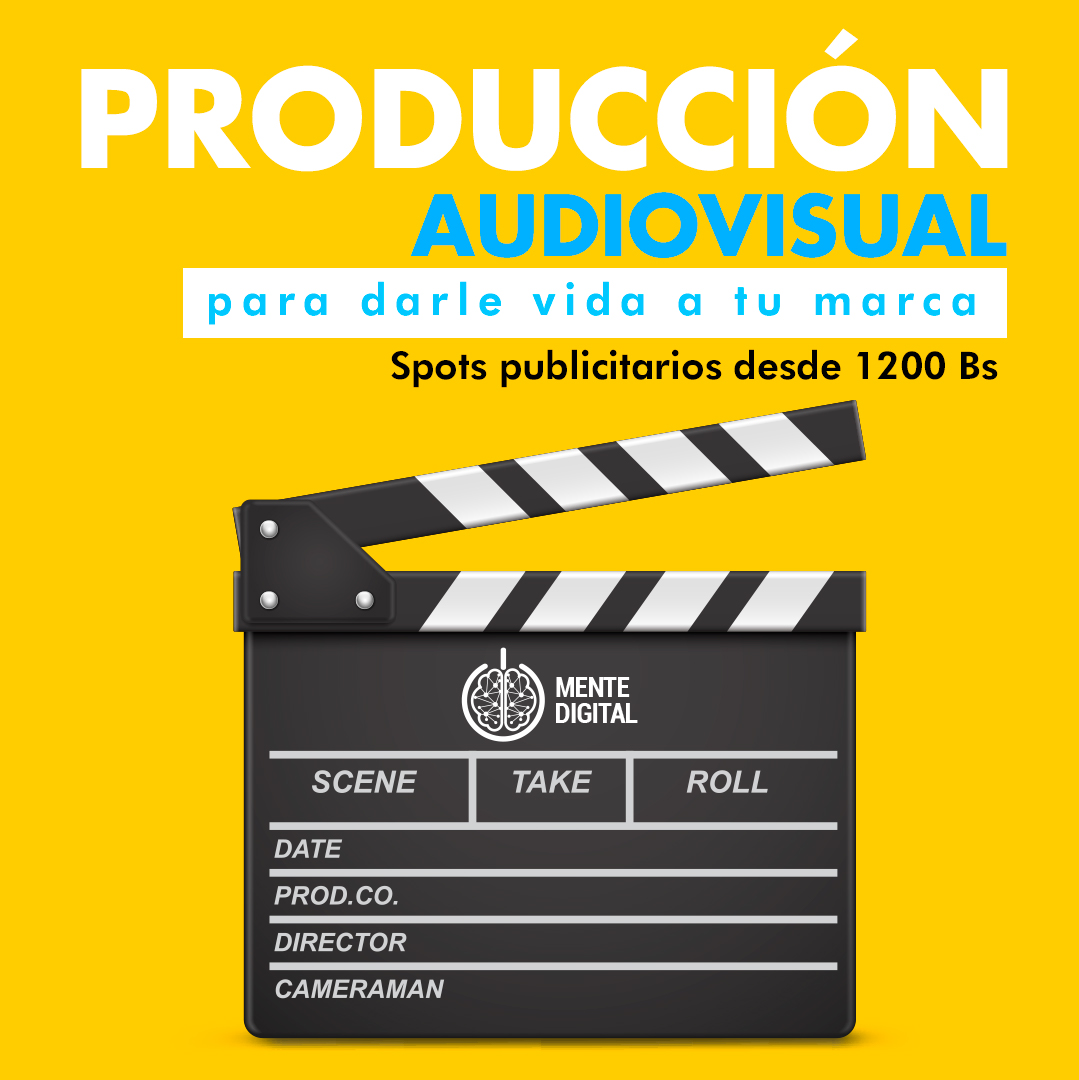 PRODUCCIÓN
AUDIOVISUAL
para darle vida a tu marca
Spots publicitarios desde 1200 Bs
MENTE
DIGITAL
SCENE TAKE ROLL
DATE
PROD.CO.
DIRECTOR
CAMERAMAN